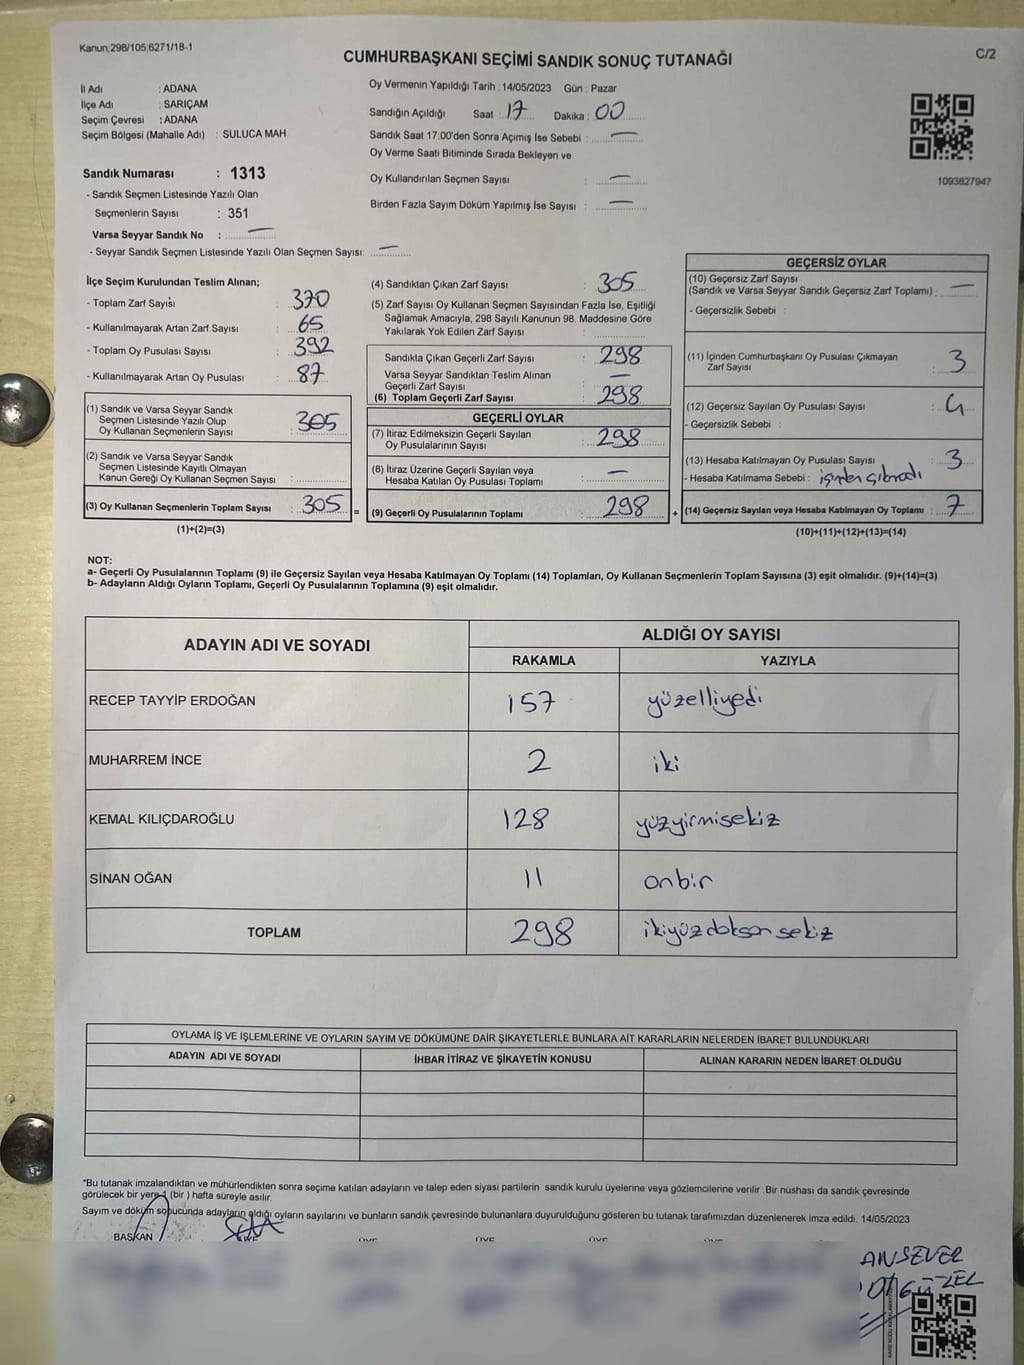 Kanun;298/105,6271/18-1
C/2
CUMHURBAŞKANI SEÇİMİ SANDIK SONUÇ TUTANAĞI
İl Adı : ADANA
İlçe Adı : SARIÇAM
Seçim Çevresi : ADANA
Seçim Bölgesi (Mahalle Adı) : SULUCA MAH.
Sandık Numarası : 1313
- Sandık Seçmen Listesinde Yazılı Olan
Seçmenlerin Sayısı : 351
Varsa Seyyar Sandık No : —
- Seyyar Sandık Seçmen Listesinde Yazılı Olan Seçmen Sayısı: —
Oy Vermenin Yapıldığı Tarih : 14/05/2023 Gün : Pazar
Sandığın Açıldığı Saat : 17 Dakika : 00
Sandık Saat 17:00'den Sonra Açımış İse Sebebi : —
Oy Verme Saati Bitiminde Sırada Bekleyen ve
Oy Kullandırılan Seçmen Sayısı : —
Birden Fazla Sayım Döküm Yapılmış İse Sayısı : —
1093827947
İlçe Seçim Kurulundan Teslim Alınan;
- Toplam Zarf Sayısı : 370
- Kullanılmayarak Artan Zarf Sayısı : 65
- Toplam Oy Pusulası Sayısı : 392
- Kullanılmayarak Artan Oy Pusulası : 87
(1) Sandık ve Varsa Seyyar Sandık
Seçmen Listesinde Yazılı Olup
Oy Kullanan Seçmenlerin Sayısı : 305
(2) Sandık ve Varsa Seyyar Sandık
Seçmen Listesinde Kayıtlı Olmayan
Kanun Gereği Oy Kullanan Seçmen Sayısı :
(3) Oy Kullanan Seçmenlerin Toplam Sayısı : 305 =
(1)+(2)=(3)
(4) Sandıktan Çıkan Zarf Sayısı : 305
(5) Zarf Sayısı Oy Kullanan Seçmen Sayısından Fazla İse, Eşitliği
Sağlamak Amacıyla, 298 Sayılı Kanunun 98. Maddesine Göre
Yakılarak Yok Edilen Zarf Sayısı :
Sandıkta Çıkan Geçerli Zarf Sayısı : 298
Varsa Seyyar Sandıktan Teslim Alınan
Geçerli Zarf Sayısı : —
(6) Toplam Geçerli Zarf Sayısı : 298
GEÇERLİ OYLAR
(7) İtiraz Edilmeksizin Geçerli Sayılan
Oy Pusulalarının Sayısı : 298
(8) İtiraz Üzerine Geçerli Sayılan veya
Hesaba Katılan Oy Pusulası Toplamı : —
(9) Geçerli Oy Pusulalarının Toplamı : 298 +
GEÇERSİZ OYLAR
(10) Geçersiz Zarf Sayısı
(Sandık ve Varsa Seyyar Sandık Geçersiz Zarf Toplamı) : —
- Geçersizlik Sebebi :
(11) İçinden Cumhurbaşkanı Oy Pusulası Çıkmayan
Zarf Sayısı : 3
(12) Geçersiz Sayılan Oy Pusulası Sayısı : 4
- Geçersizlik Sebebi :
(13) Hesaba Katılmayan Oy Pusulası Sayısı : 3
- Hesaba Katılmama Sebebi : içinden çıkmadı
(14) Geçersiz Sayılan veya Hesaba Katılmayan Oy Toplamı : 7
(10)+(11)+(12)+(13)=(14)
NOT:
a- Geçerli Oy Pusulalarının Toplamı (9) ile Geçersiz Sayılan veya Hesaba Katılmayan Oy Toplamı (14) Toplamları, Oy Kullanan Seçmenlerin Toplam Sayısına (3) eşit olmalıdır. (9)+(14)=(3)
b- Adayların Aldığı Oyların Toplamı, Geçerli Oy Pusulalarının Toplamına (9) eşit olmalıdır.
ADAYIN ADI VE SOYADI ALDIĞI OY SAYISI
RAKAMLA YAZIYLA
RECEP TAYYİP ERDOĞAN 157 yüzelliyedi
MUHARREM İNCE 2 iki
KEMAL KILIÇDAROĞLU 128 yüzyirmisekiz
SİNAN OĞAN 11 onbir
TOPLAM 298 ikiyüzdoksansekiz
OYLAMA İŞ VE İŞLEMLERİNE VE OYLARIN SAYIM VE DÖKÜMÜNE DAİR ŞİKAYETLERLE BUNLARA AİT KARARLARIN NELERDEN İBARET BULUNDUKLARI
ADAYIN ADI VE SOYADI İHBAR İTİRAZ VE ŞİKAYETİN KONUSU ALINAN KARARIN NEDEN İBARET OLDUĞU
*Bu tutanak imzalandıktan ve mühürlendikten sonra seçime katılan adayların ve talep eden siyasi partilerin sandık kurulu üyelerine veya gözlemcilerine verilir .Bir nüshası da sandık çevresinde
görülecek bir yere 1 (bir ) hafta süreyle asılır.
Sayım ve döküm sonucunda adayların aldığı oyların sayılarını ve bunların sandık çevresinde bulunanlara duyurulduğunu gösteren bu tutanak tarafımızdan düzenlenerek imza edildi. 14/05/2023
BAŞKAN ÜYE ÜYE ÜYE ÜYE ÜYE
ANSEVER
GÜZEL